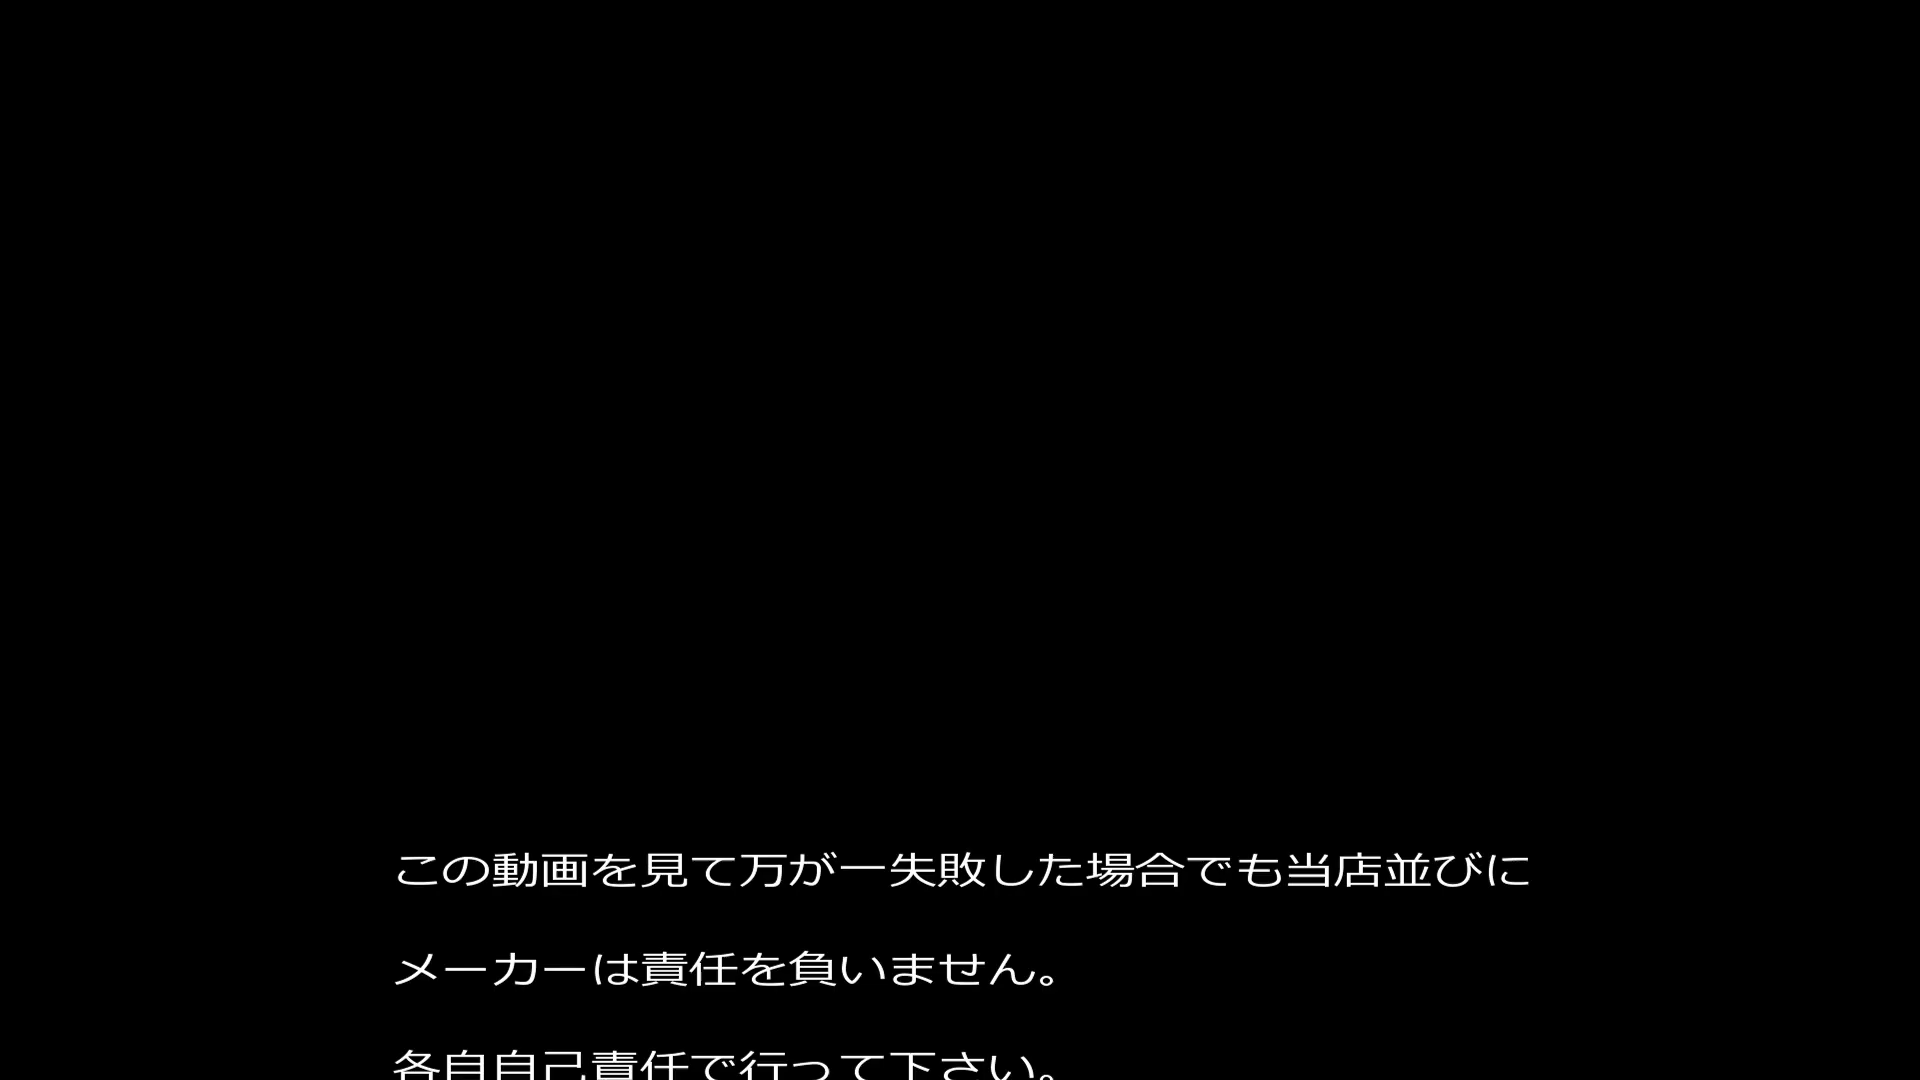 この動画を見て万が一失敗した場合でも当店並びに
メーカーは責任を負いません。
各自自己責任で行って下さい。